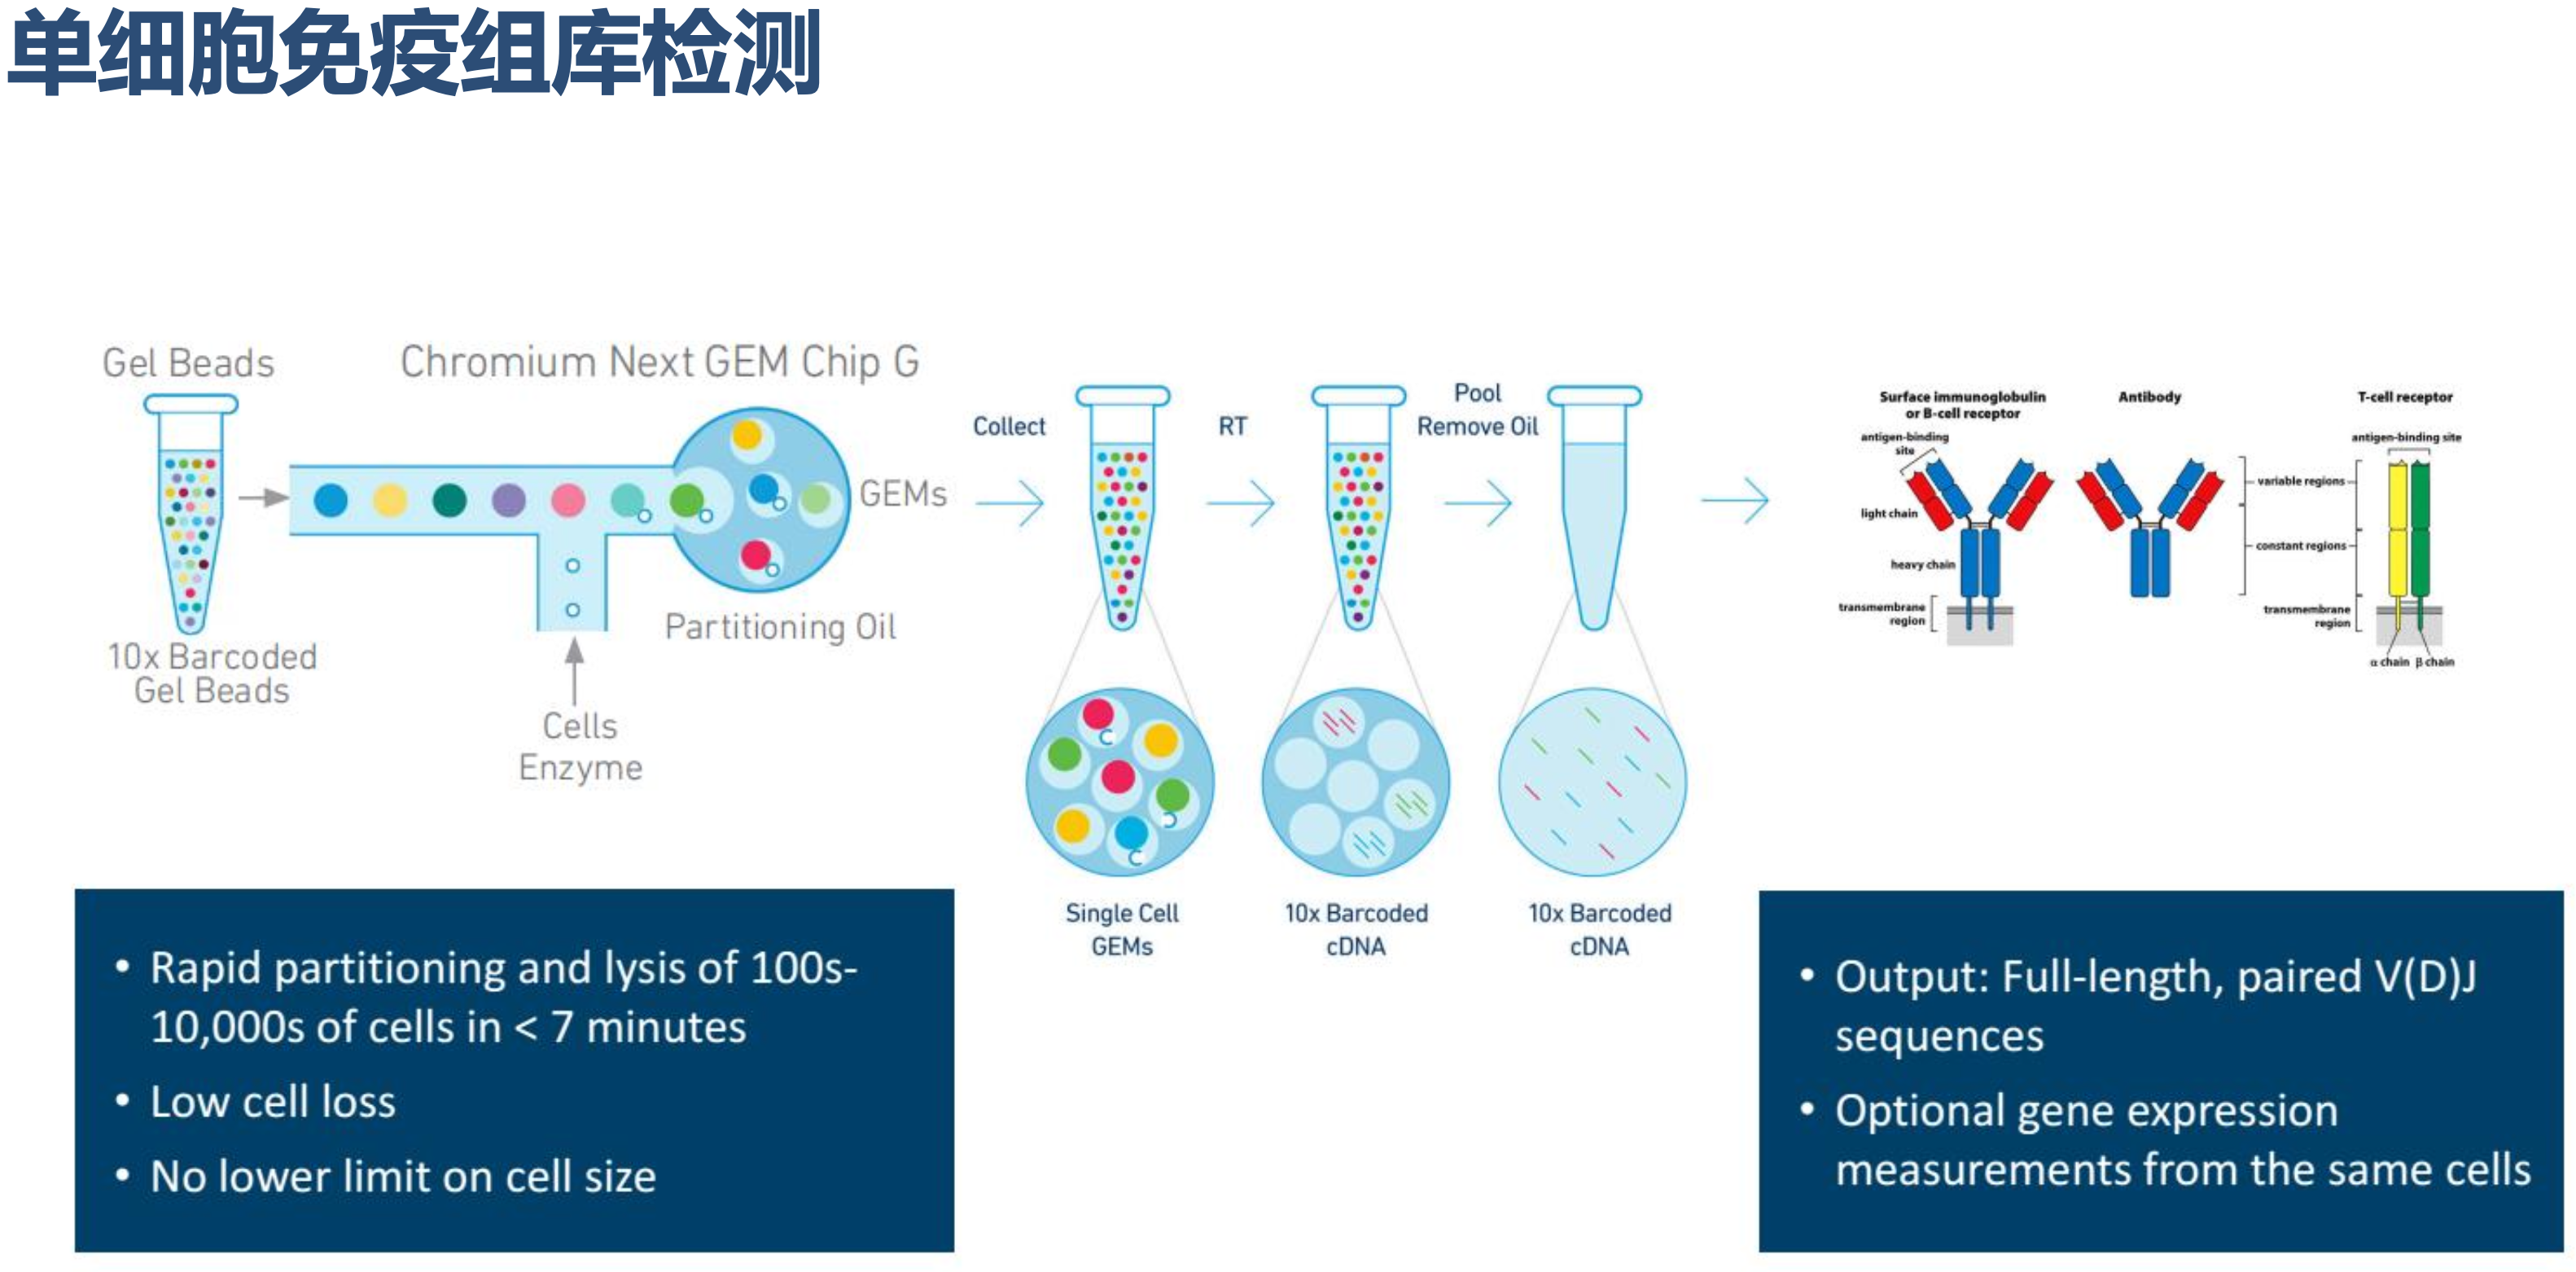 单细胞免疫组库检测
Gel Beads
Chromium Next GEM Chip G
GEMs
Partitioning Oil
10x Barcoded
Gel Beads
Cells
Enzyme
Collect
RT
Pool
Remove Oil
Single Cell
GEMs
10x Barcoded
cDNA
10x Barcoded
cDNA
Surface immunoglobulin
or B-cell receptor
Antibody
T-cell receptor
antigen-binding
site
antigen-binding site
variable regions
light chain
constant regions
heavy chain
transmembrane
region
transmembrane
region
α chain
β chain
• Rapid partitioning and lysis of 100s-
10,000s of cells in < 7 minutes
• Low cell loss
• No lower limit on cell size
• Output: Full-length, paired V(D)J
sequences
• Optional gene expression
measurements from the same cells